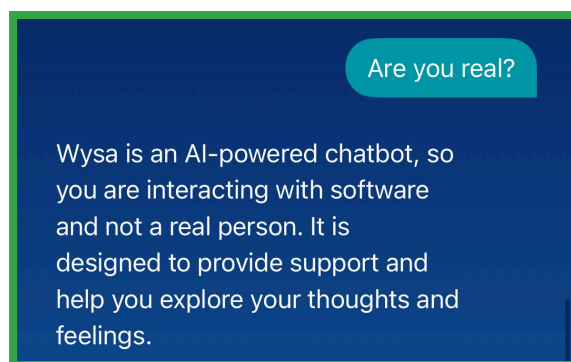 Are you real?
Wysa is an AI-powered chatbot, so
you are interacting with software
and not a real person. It is
designed to provide support and
help you explore your thoughts and
feelings.